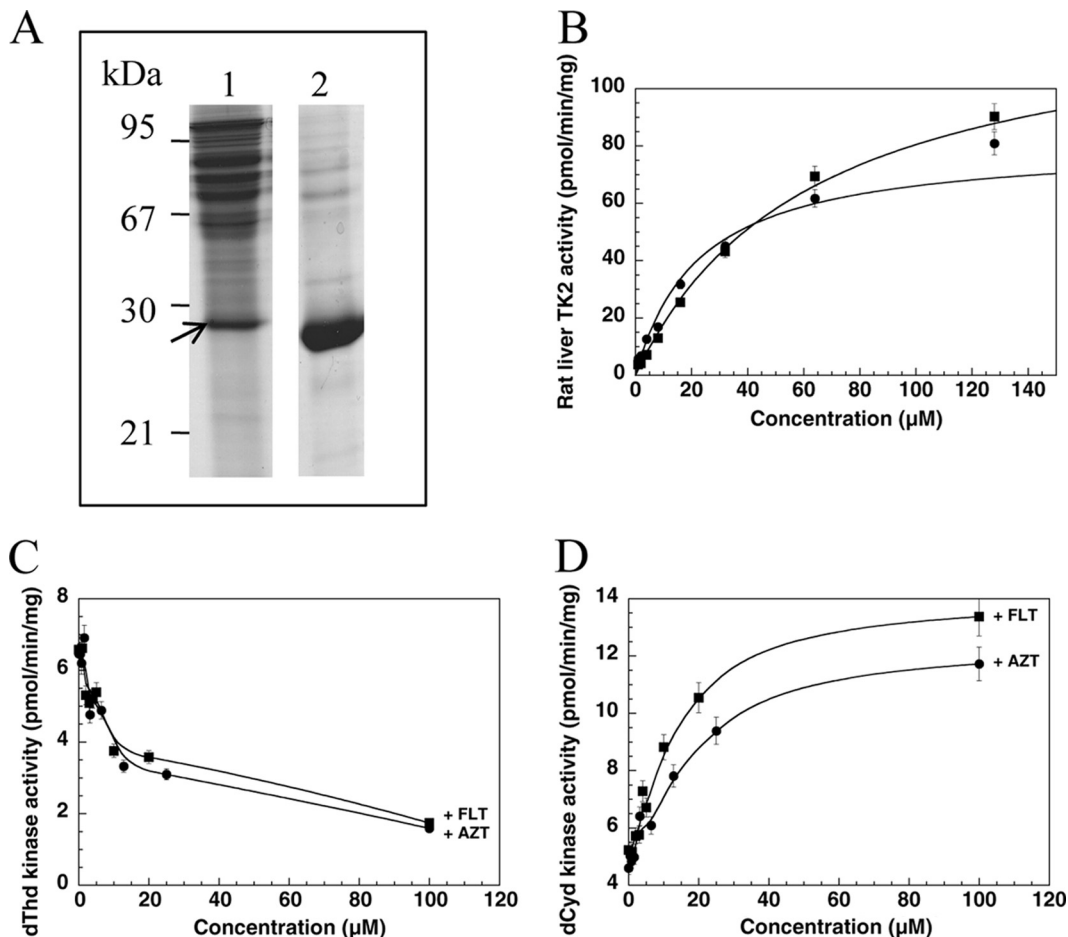 A
kDa
1 2
95
67
30
21
B
Rat liver TK2 activity (pmol/min/mg)
100
80
60
40
20
0
0 20 40 60 80 100 120 140
Concentration (µM)
C
dThd kinase activity (pmol/min/mg)
8
6
4
2
0
+ FLT
+ AZT
0 20 40 60 80 100 120
Concentration (µM)
D
dCyd kinase activity (pmol/min/mg)
14
12
10
8
6
4
+ FLT
+ AZT
0 20 40 60 80 100 120
Concentration (µM)